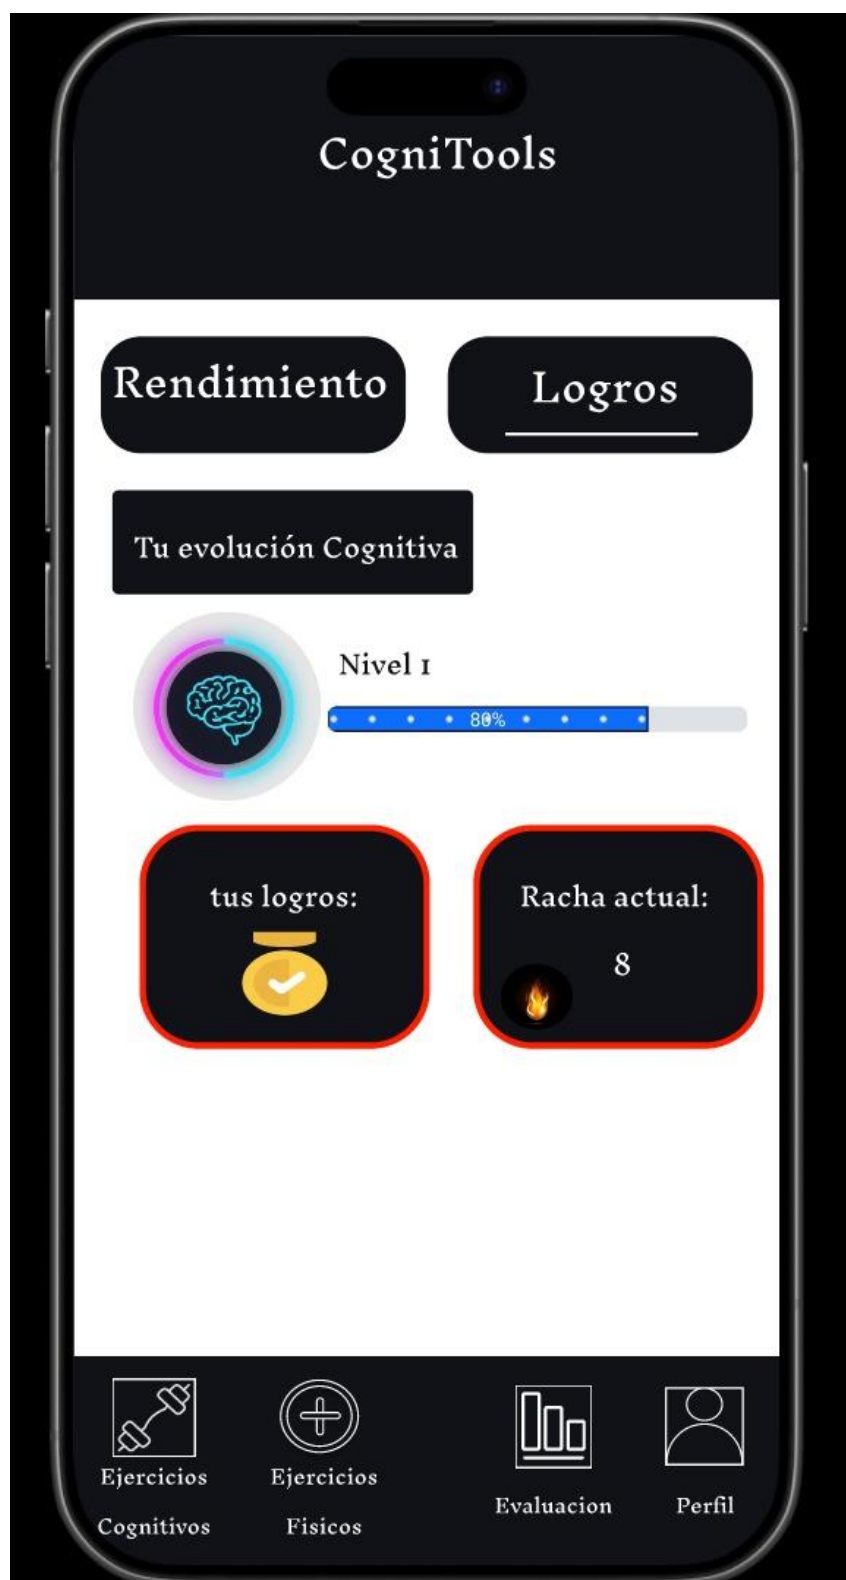 CogniTools
Rendimiento
Logros
Tu evolución Cognitiva
Nivel 1
80%
tus logros:
Racha actual:
8
Ejercicios
Cognitivos
Ejercicios
Fisicos
Evaluacion
Perfil